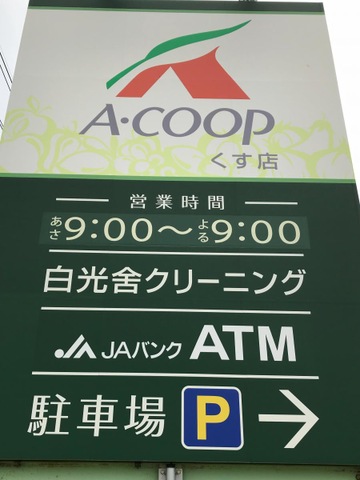 A·COOP
くす店
営業時間
あさ9:00〜よる9:00
白光舎クリーニング
JA JAバンク ATM
駐車場 P →